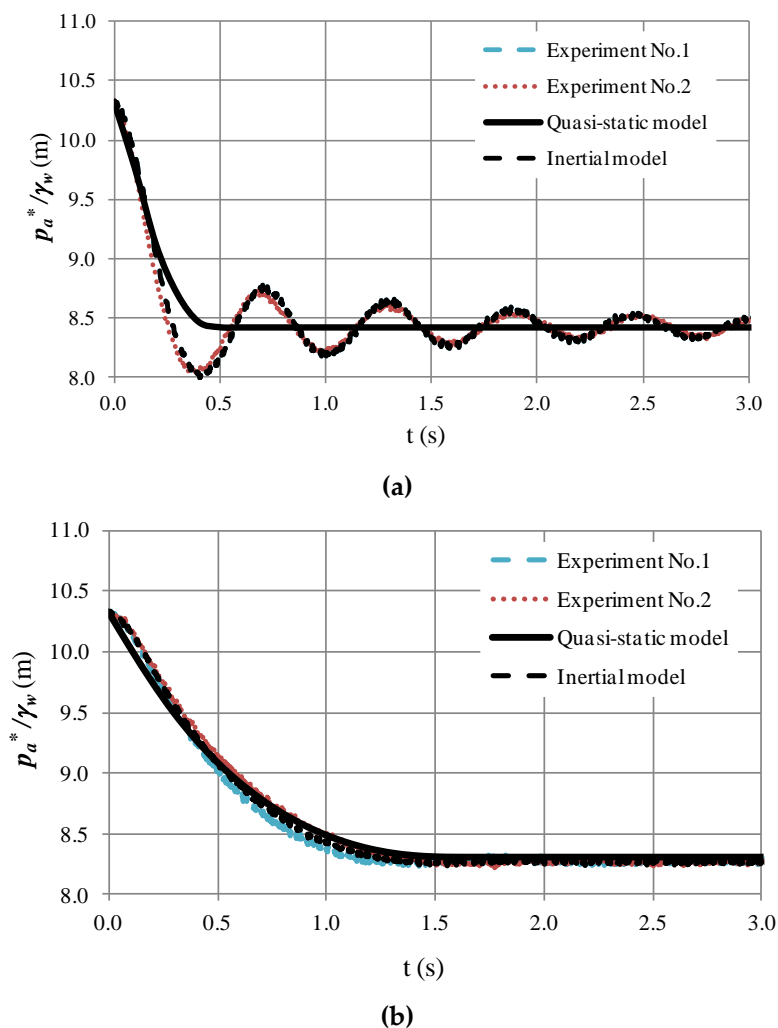 11.0
10.5
10.0
9.5
9.0
8.5
8.0
pₐ*/γ_w (m)
Experiment No.1
Experiment No.2
Quasi-static model
Inertial model
0.0 0.5 1.0 1.5 2.0 2.5 3.0
t (s)
(a)
11.0
10.5
10.0
9.5
9.0
8.5
8.0
pₐ*/γ_w (m)
Experiment No.1
Experiment No.2
Quasi-static model
Inertial model
0.0 0.5 1.0 1.5 2.0 2.5 3.0
t (s)
(b)